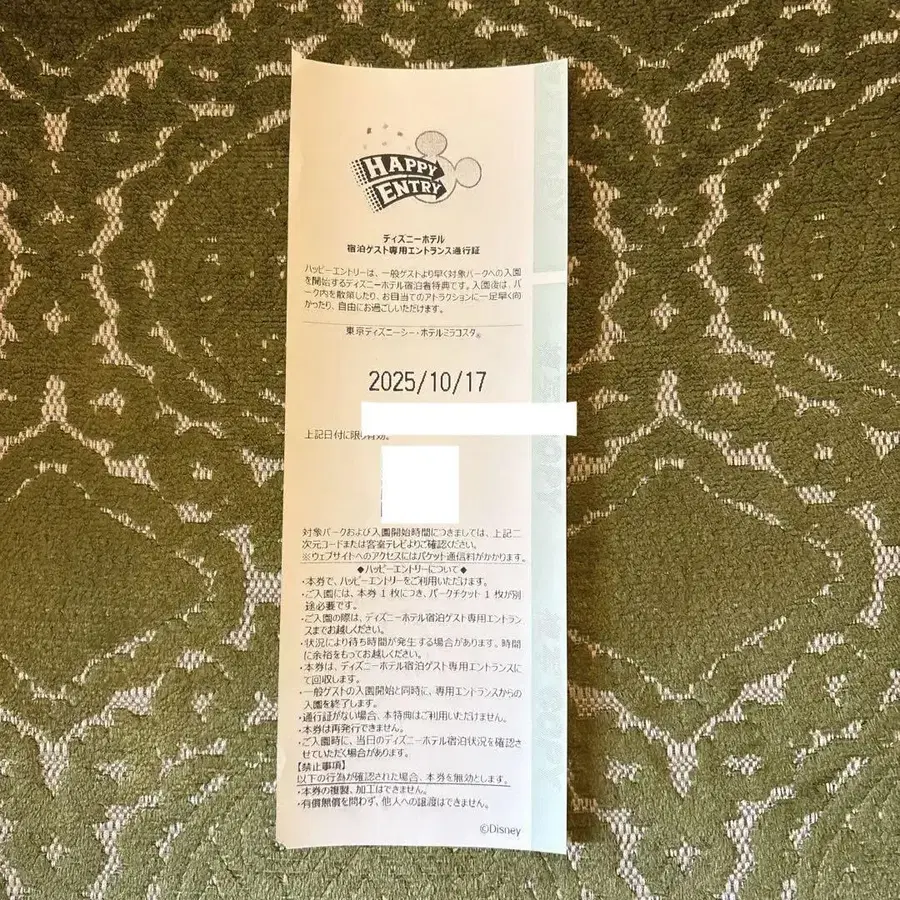 HAPPY
ENTRY
ディズニーホテル
宿泊ゲスト専用エントランス通行証
ハッピーエントリーは、一般ゲストより早く対象パークへの入園
を開始するディズニーホテル宿泊者特典です。入園後は、パ
ーク内を散策したり、お目当てのアトラクションに一足早く向
かったり、自由にお過ごしいただけます。
東京ディズニーシー・ホテルミラコスタ®
2025/10/17
上記日付に限り有効。
対象パークおよび入園開始時間につきましては、上記二
次元コードまたは客室テレビよりご確認ください。
※ウェブサイトへのアクセスにはパケット通信料がかかります。
◆ハッピーエントリーについて◆
・本券で、ハッピーエントリーをご利用いただけます。
・ご入園には、本券1枚につき、パークチケット1枚が別
途必要です。
・ご入園の際は、ディズニーホテル宿泊ゲスト専用エントラン
スまでお越しください。
・状況により待ち時間が発生する場合があります。時間
に余裕をもってお越しください。
・本券は、ディズニーホテル宿泊ゲスト専用エントランスに
て回収します。
・一般ゲストの入園開始と同時に、専用エントランスからの
入園を終了します。
・通行証がない場合、本特典はご利用いただけません。
・本券は再発行できません。
・ご入園時に、当日のディズニーホテル宿泊状況を確認さ
せていただく場合があります。
【禁止事項】
以下の行為が確認された場合、本券を無効とします。
・本券の複製、加工はできません。
・有償無償を問わず、他人への譲渡はできません。
©Disney